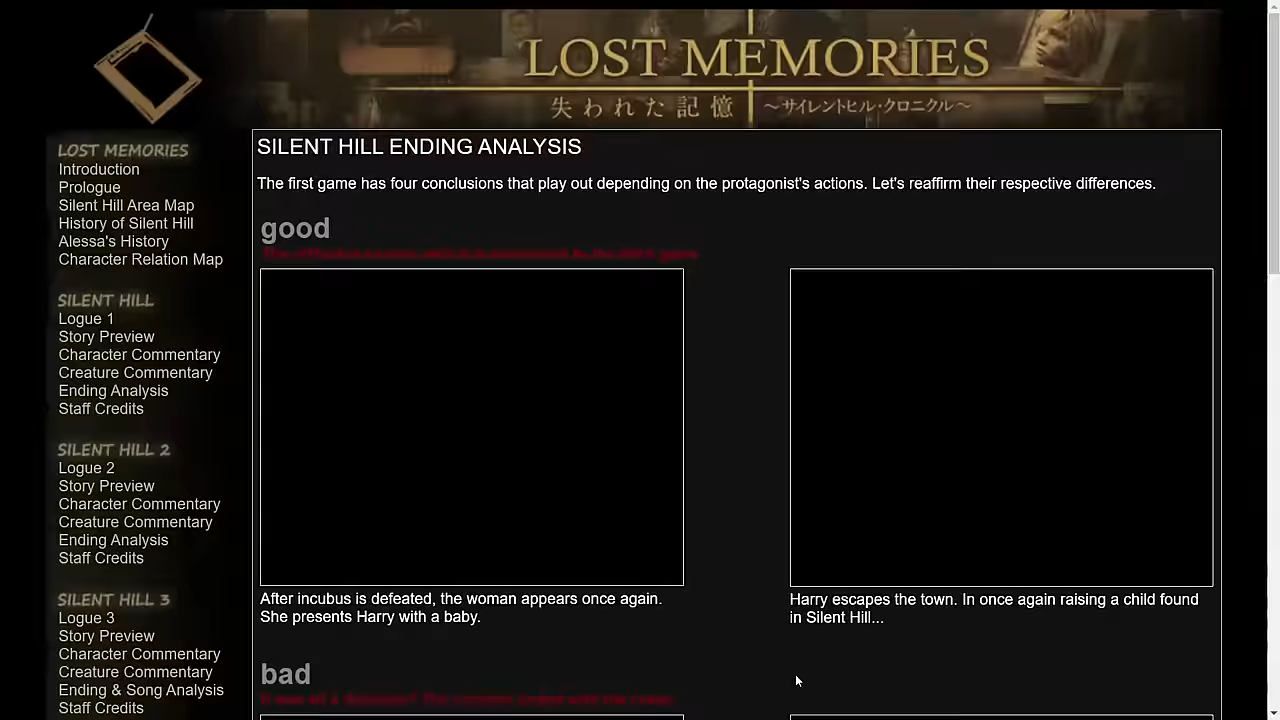 LOST MEMORIES
失われた記憶 ～サイレントヒル・クロニクル～
LOST MEMORIES
Introduction
Prologue
Silent Hill Area Map
History of Silent Hill
Alessa's History
Character Relation Map
SILENT HILL
Logue 1
Story Preview
Character Commentary
Creature Commentary
Ending Analysis
Staff Credits
SILENT HILL 2
Logue 2
Story Preview
Character Commentary
Creature Commentary
Ending Analysis
Staff Credits
SILENT HILL 3
Logue 3
Story Preview
Character Commentary
Creature Commentary
Ending & Song Analysis
Staff Credits
SILENT HILL ENDING ANALYSIS
The first game has four conclusions that play out depending on the protagonist's actions. Let's reaffirm their respective differences.
good
After incubus is defeated, the woman appears once again.
She presents Harry with a baby.
Harry escapes the town. In once again raising a child found
in Silent Hill...
bad